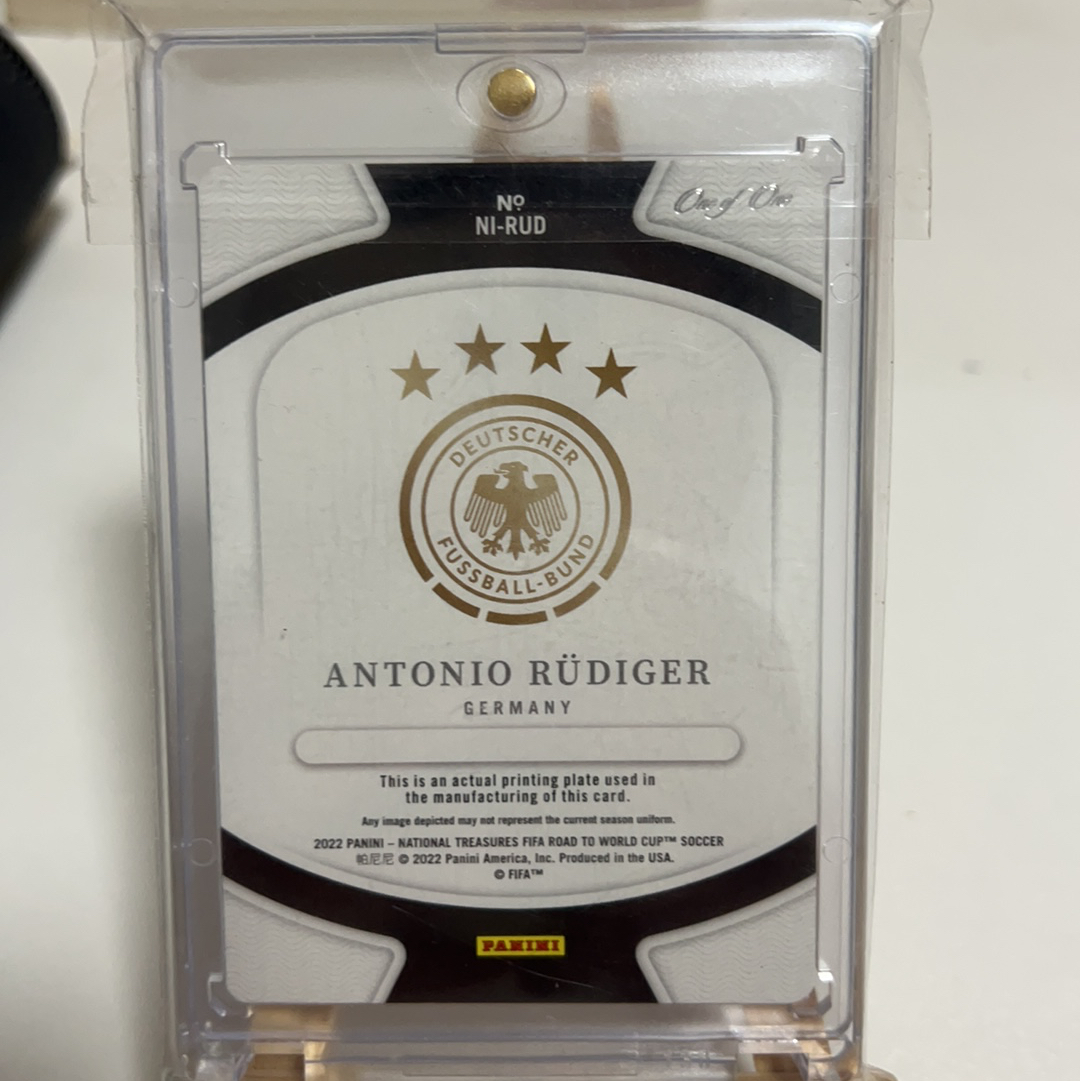 Nº
NI-RUD
One of One
DEUTSCHER
FUSSBALL-BUND
ANTONIO RÜDIGER
GERMANY
This is an actual printing plate used in
the manufacturing of this card.
Any image depicted may not represent the current season uniform.
2022 PANINI – NATIONAL TREASURES FIFA ROAD TO WORLD CUP™ SOCCER
帕尼尼 © 2022 Panini America, Inc. Produced in the USA.
© FIFA™
PANINI